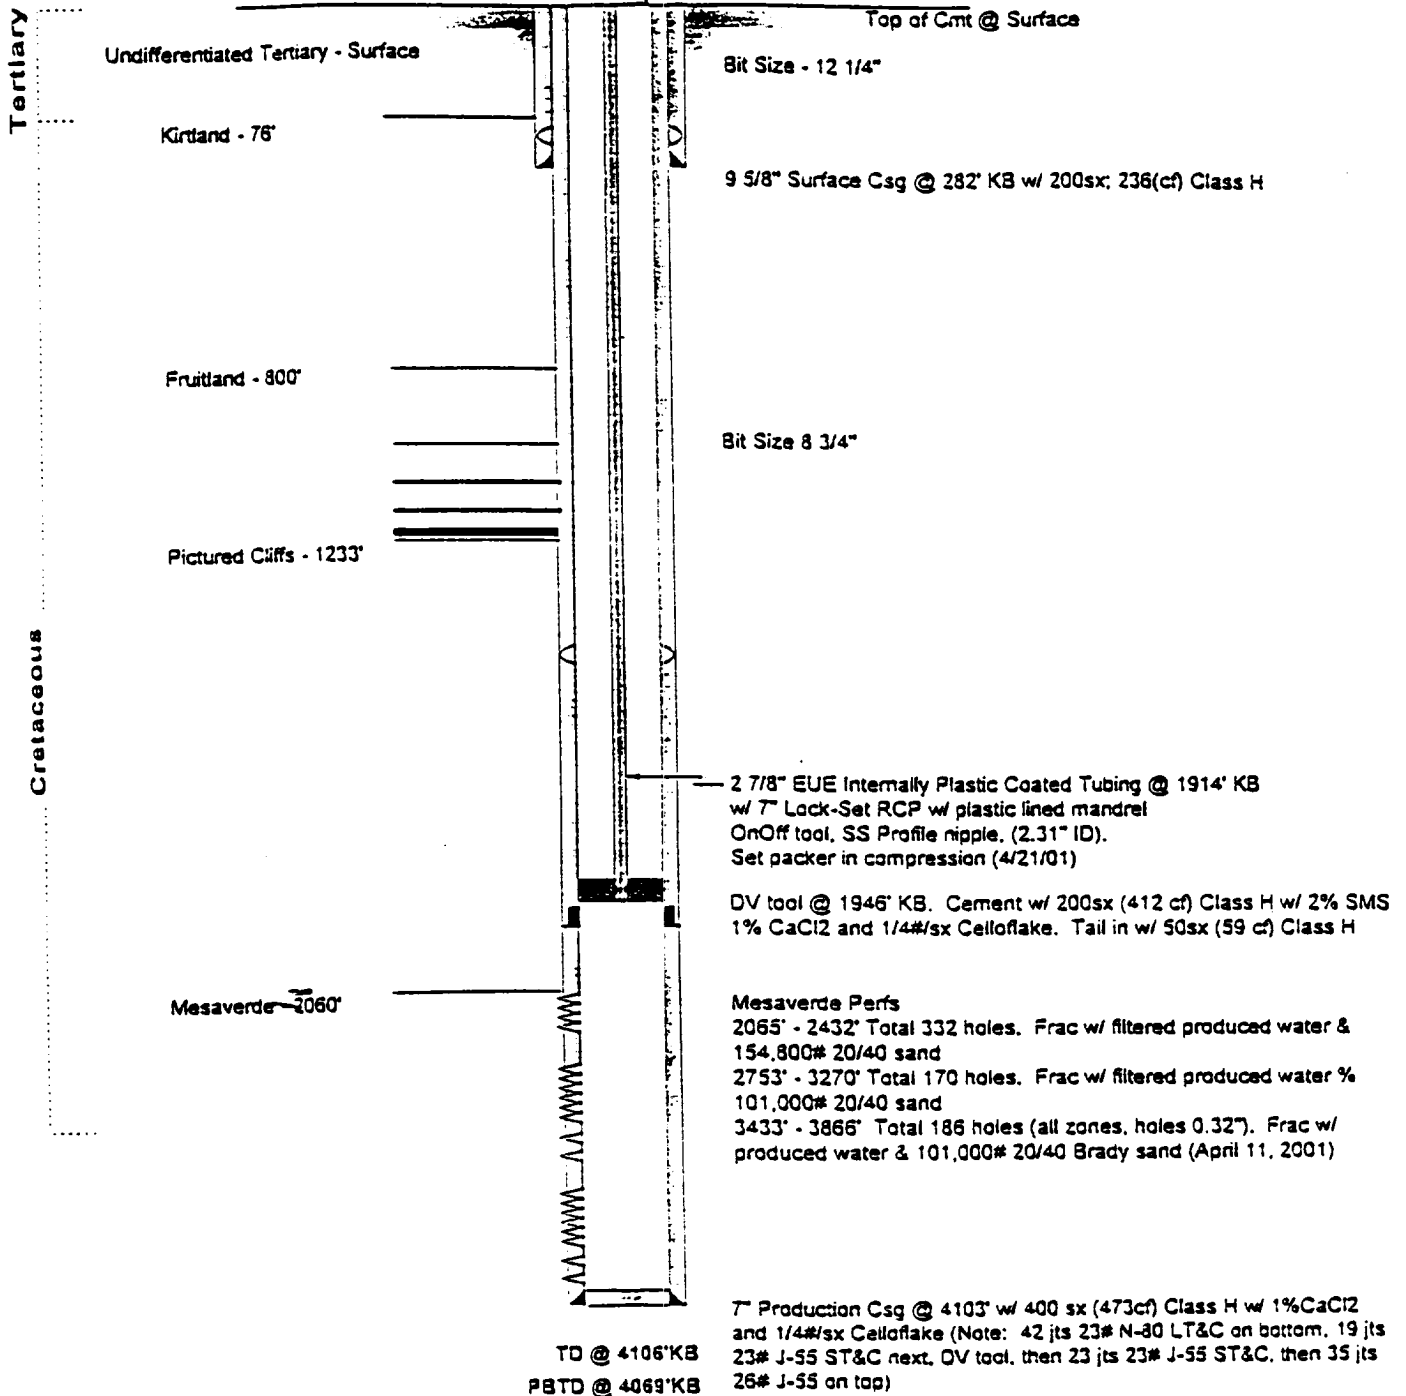 Tertiary
Top of Cmt @ Surface
Undifferentiated Tertiary - Surface
Bit Size - 12 1/4"
Kirtland - 76'
9 5/8" Surface Csg @ 282' KB w/ 200sx; 236(cf) Class H
Fruitland - 800'
Bit Size 8 3/4"
Pictured Cliffs - 1233'
Cretaceous
2 7/8" EUE Internally Plastic Coated Tubing @ 1914' KB
w/ 7" Lock-Set RCP w/ plastic lined mandrel
OnOff tool, SS Profile nipple, (2.31" ID).
Set packer in compression (4/21/01)
DV tool @ 1946' KB. Cement w/ 200sx (412 cf) Class H w/ 2% SMS
1% CaCl2 and 1/4#/sx Celloflake. Tail in w/ 50sx (59 cf) Class H
Mesaverde - 2060'
Mesaverde Perfs
2065' - 2432' Total 332 holes. Frac w/ filtered produced water &
154,800# 20/40 sand
2753' - 3270' Total 170 holes. Frac w/ filtered produced water %
101,000# 20/40 sand
3433' - 3866' Total 186 holes (all zones, holes 0.32"). Frac w/
produced water & 101,000# 20/40 Brady sand (April 11, 2001)
7" Production Csg @ 4103' w/ 400 sx (473cf) Class H w/ 1%CaCl2
and 1/4#/sx Celloflake (Note: 42 jts 23# N-80 LT&C on bottom, 19 jts
23# J-55 ST&C next, DV tool, then 23 jts 23# J-55 ST&C, then 35 jts
26# J-55 on top)
TD @ 4106'KB
PBTD @ 4069'KB